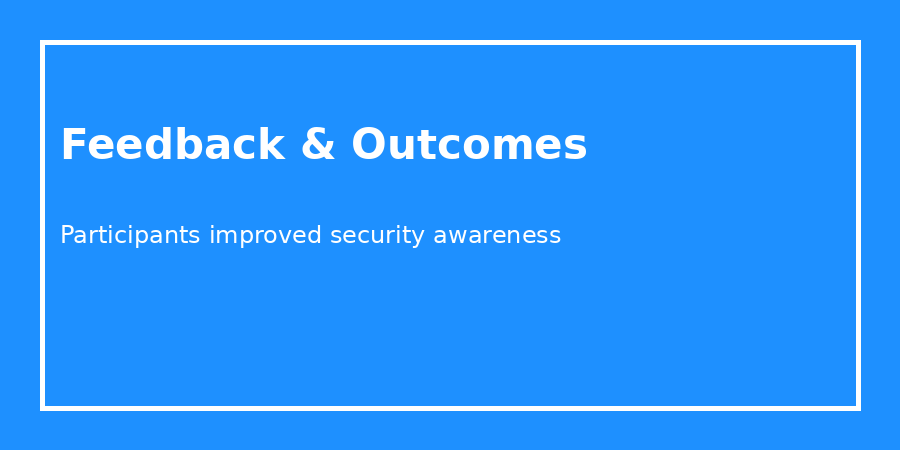 Feedback & Outcomes
Participants improved security awareness